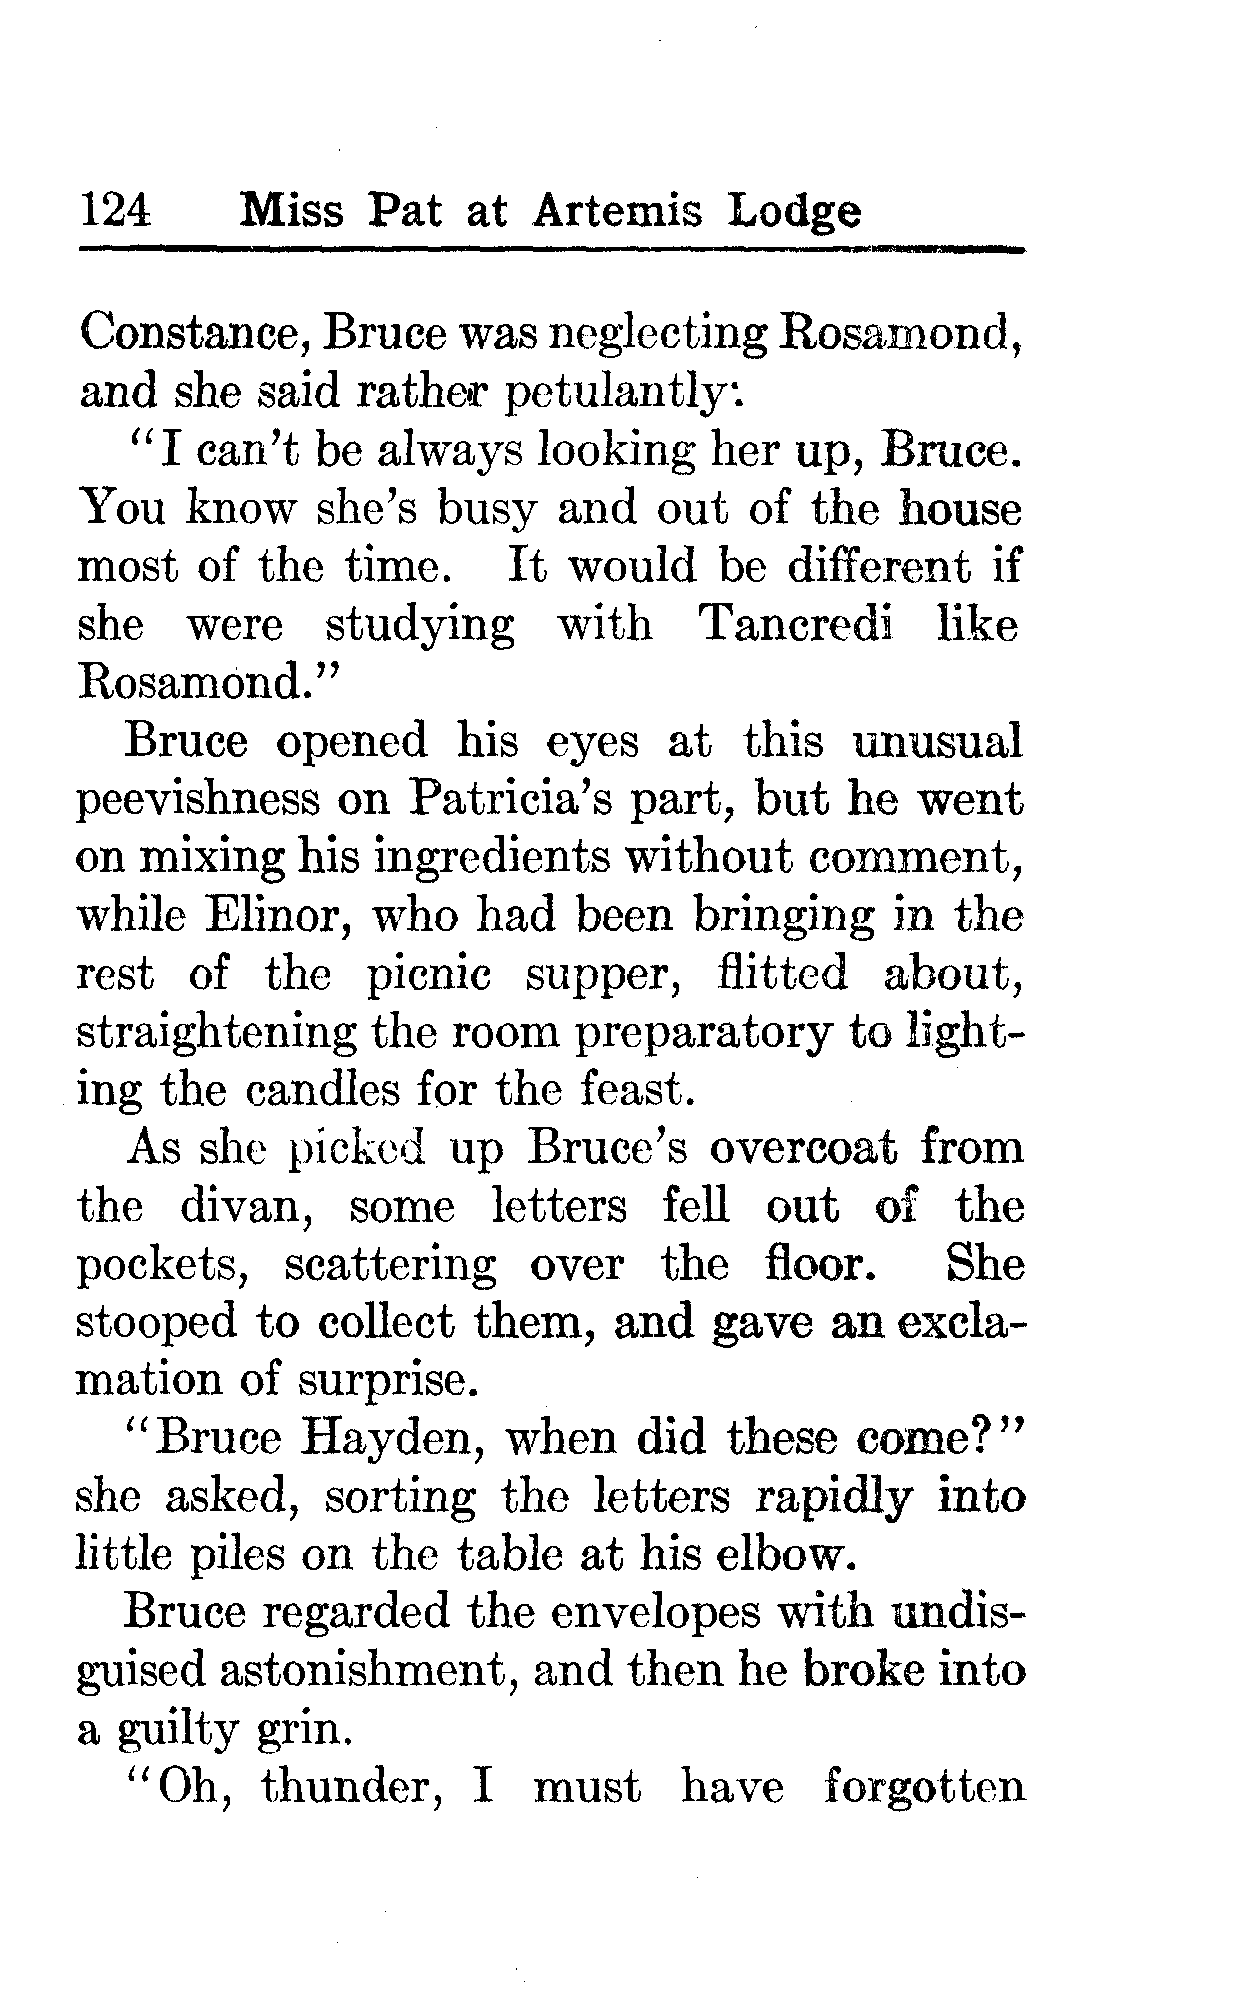 124 Miss Pat at Artemis Lodge
Constance, Bruce was neglecting Rosamond,
and she said rather petulantly:
"I can't be always looking her up, Bruce.
You know she's busy and out of the house
most of the time. It would be different if
she were studying with Tancredi like
Rosamond."
Bruce opened his eyes at this unusual
peevishness on Patricia's part, but he went
on mixing his ingredients without comment,
while Elinor, who had been bringing in the
rest of the picnic supper, flitted about,
straightening the room preparatory to light-
ing the candles for the feast.
As she picked up Bruce's overcoat from
the divan, some letters fell out of the
pockets, scattering over the floor. She
stooped to collect them, and gave an excla-
mation of surprise.
"Bruce Hayden, when did these come?"
she asked, sorting the letters rapidly into
little piles on the table at his elbow.
Bruce regarded the envelopes with undis-
guised astonishment, and then he broke into
a guilty grin.
"Oh, thunder, I must have forgotten